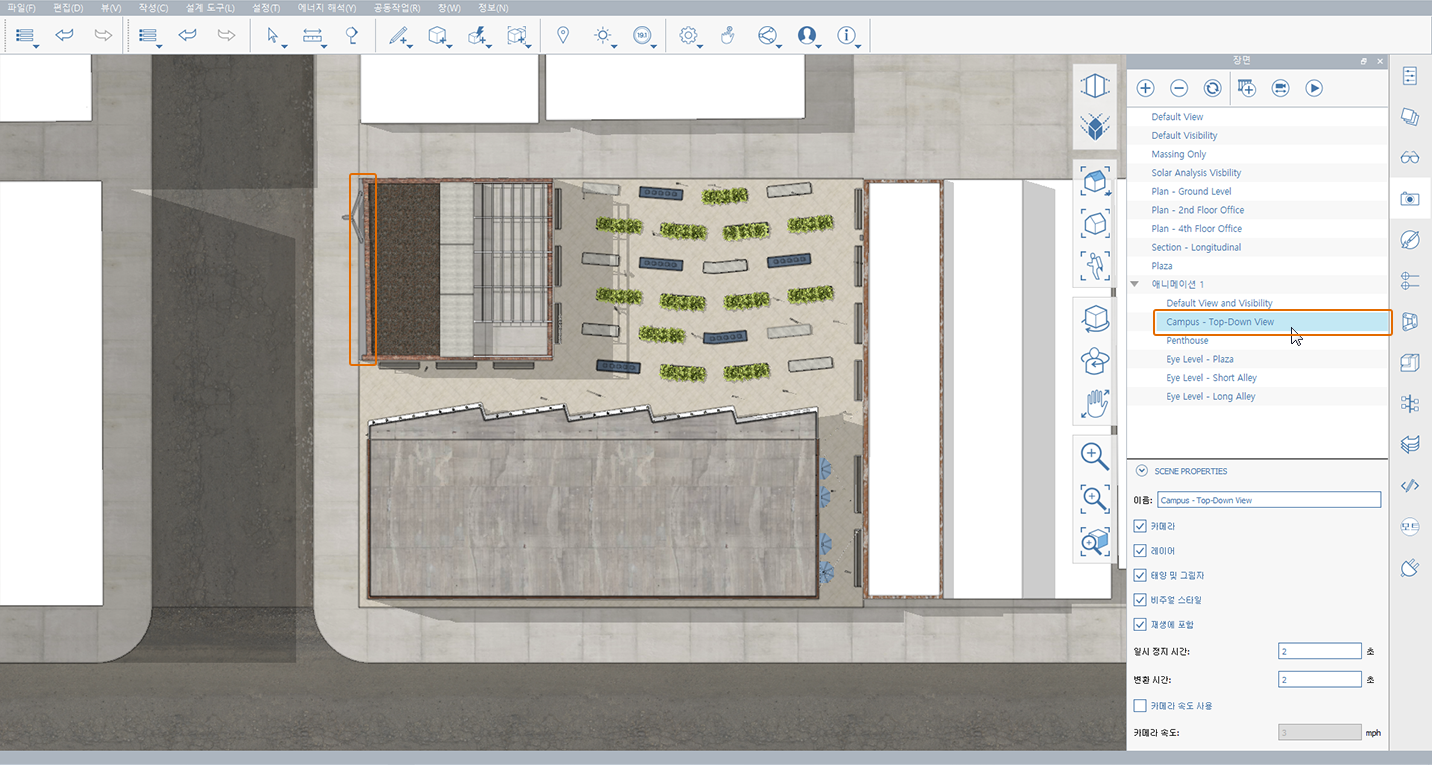 파일(F) 편집(D) 뷰(V) 작성(C) 설계 도구(L) 설정(T) 에너지 해석(Y) 공동작업(R) 창(W) 정보(N)
19.1
장면
Default View
Default Visibility
Massing Only
Solar Analysis Visbility
Plan - Ground Level
Plan - 2nd Floor Office
Plan - 4th Floor Office
Section - Longitudinal
Plaza
애니메이션 1
Default View and Visibility
Campus - Top-Down View
Penthouse
Eye Level - Plaza
Eye Level - Short Alley
Eye Level - Long Alley
SCENE PROPERTIES
이름: Campus - Top-Down View
카메라
레이어
태양 및 그림자
비주얼 스타일
재생에 포함
일시 정지 시간: 2 초
변환 시간: 2 초
카메라 속도 사용
카메라 속도: 3 mph
모드